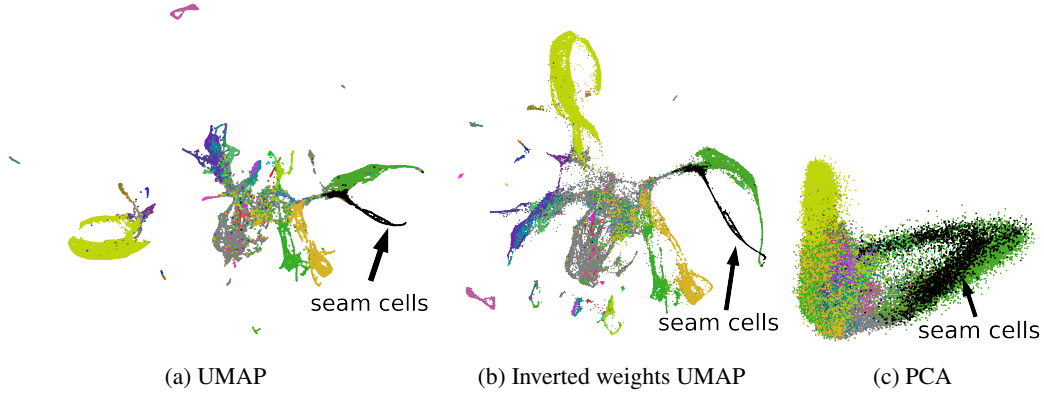 seam cells
seam cells
seam cells
(a) UMAP
(b) Inverted weights UMAP
(c) PCA